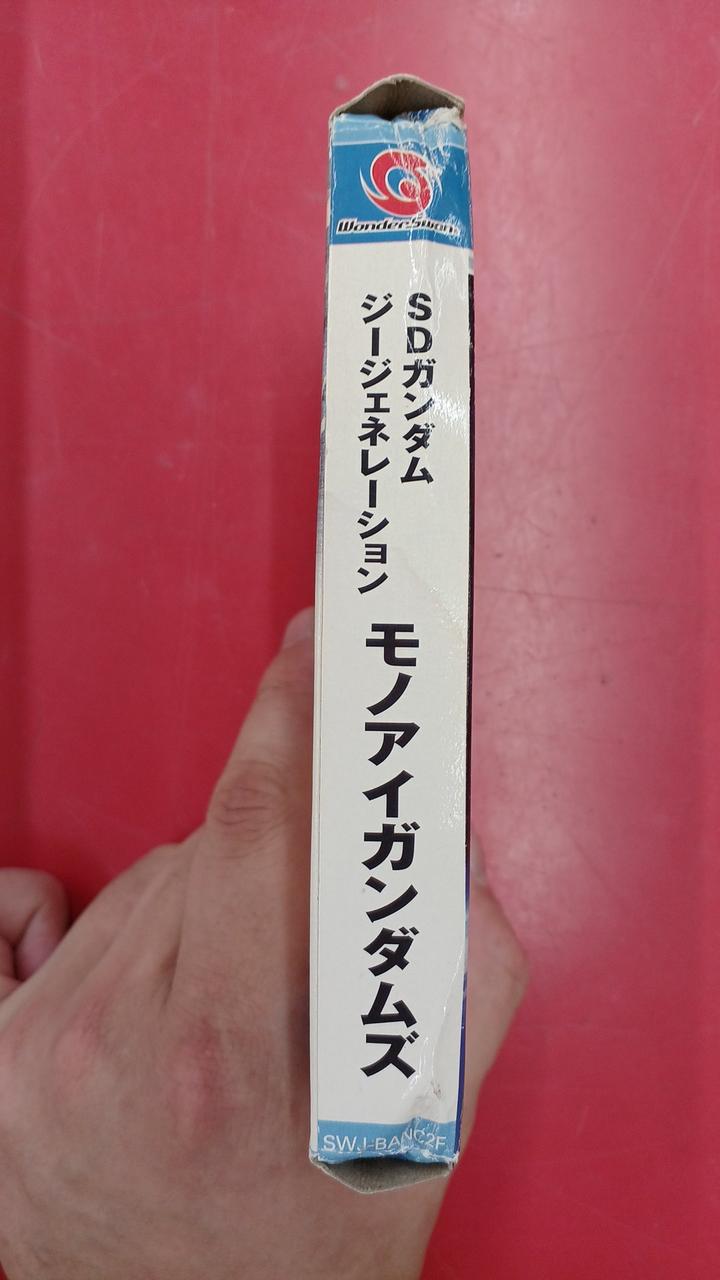 WonderSwan
SDガンダム
ジージェネレーション
モノアイガンダムズ
SWJ-BANC2F